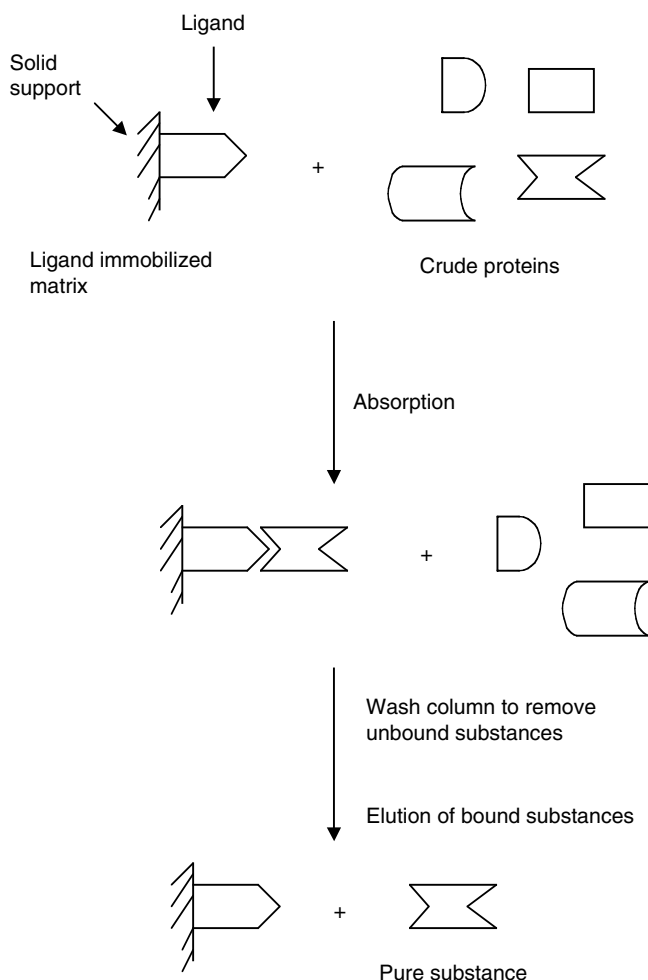 Ligand
Solid
support
+
Ligand immobilized
matrix
Crude proteins
Absorption
+
Wash column to remove
unbound substances
Elution of bound substances
+
Pure substance